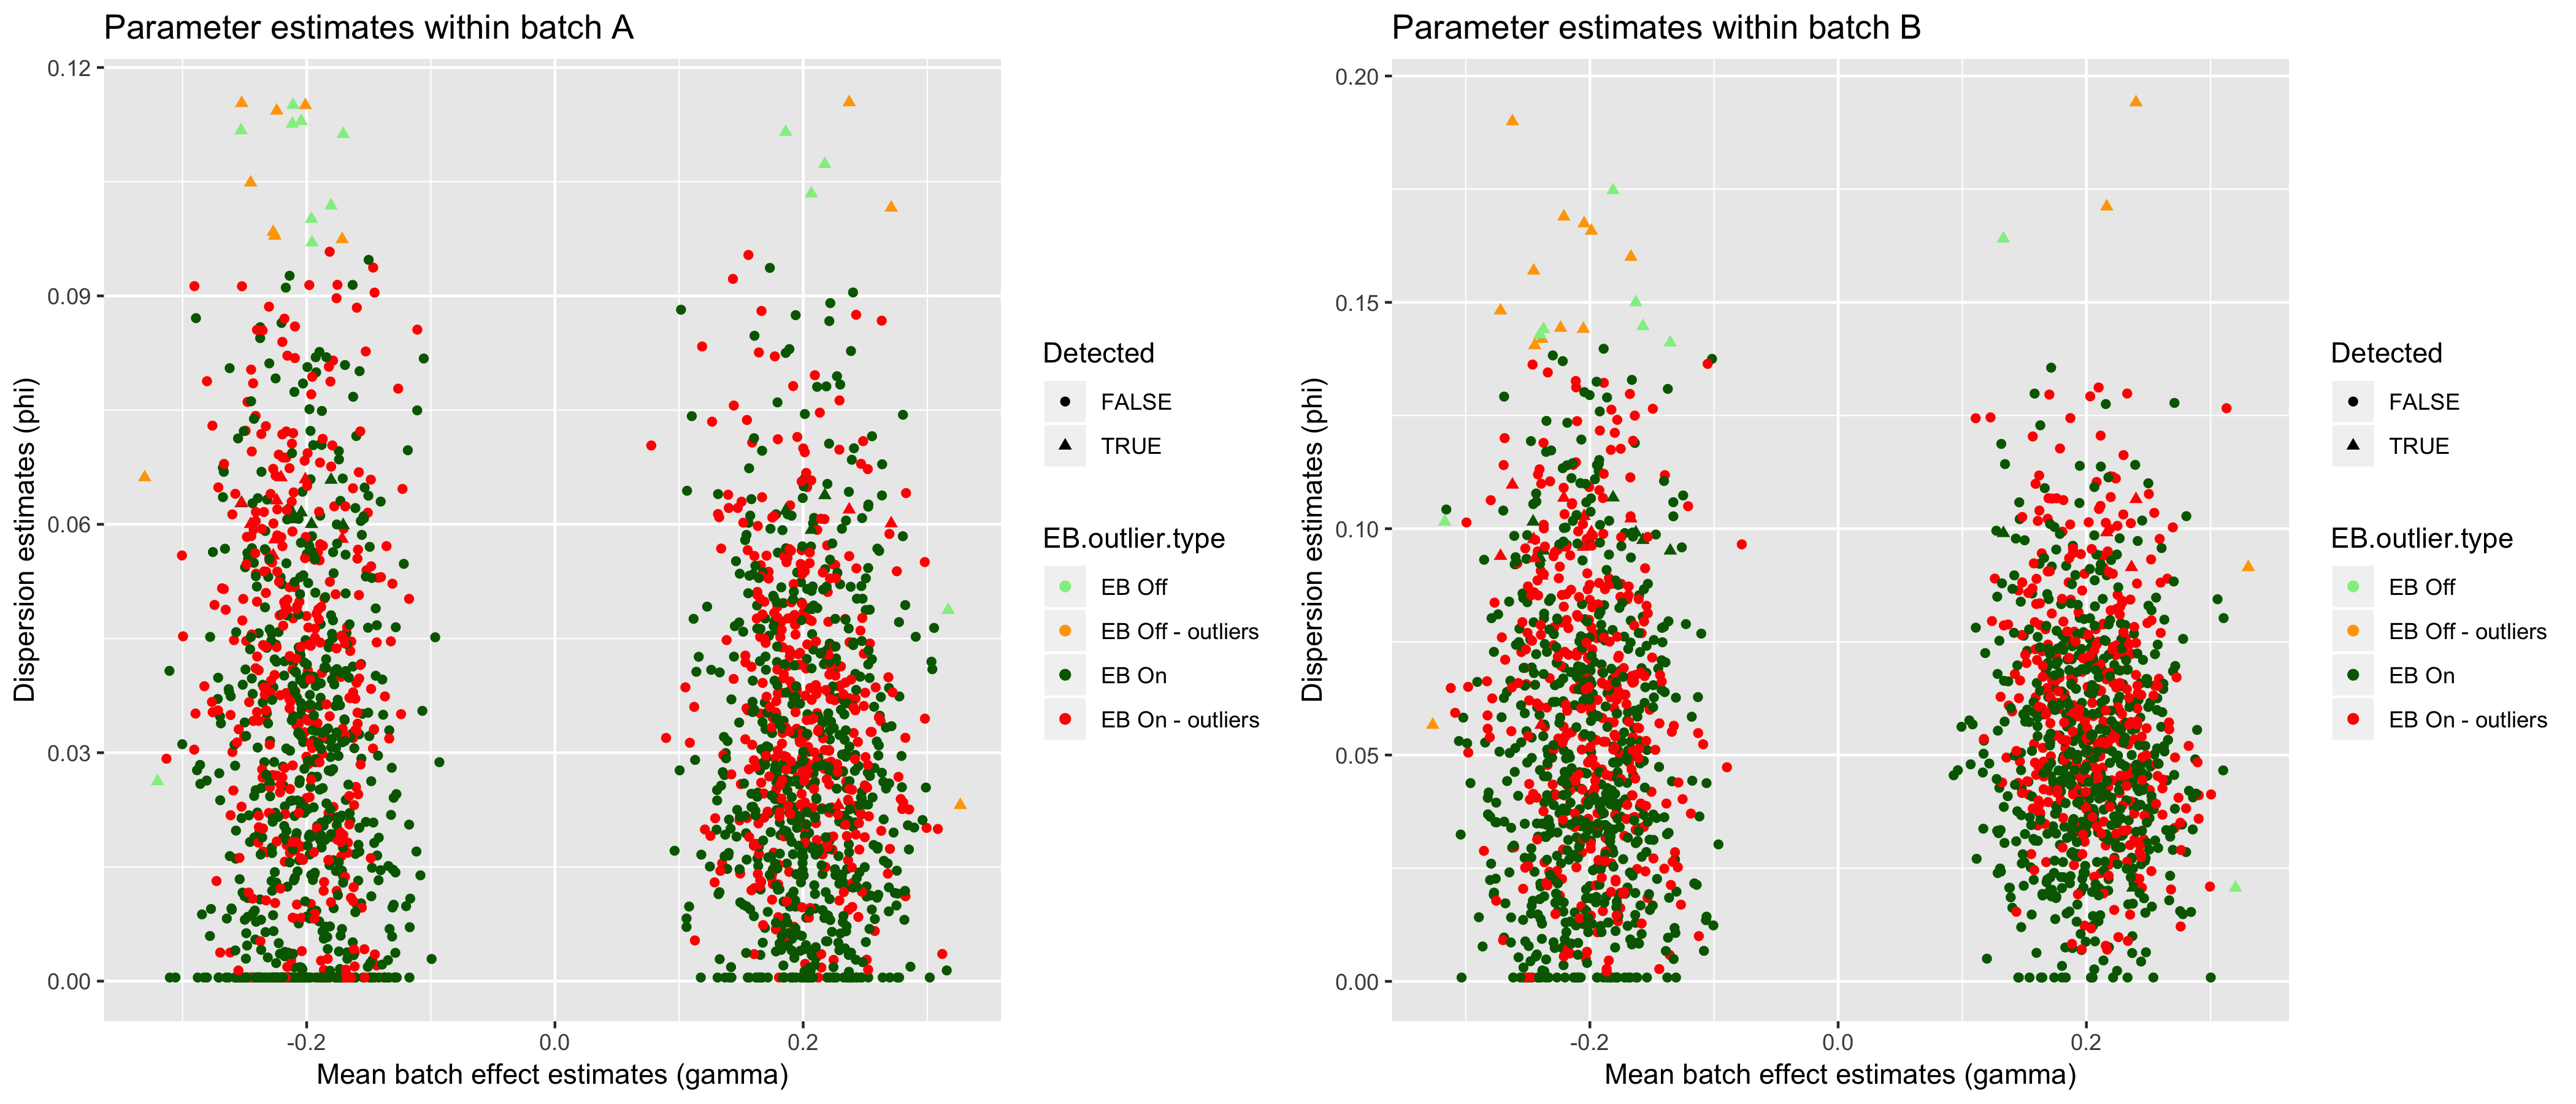 Parameter estimates within batch A
Dispersion estimates (phi)
0.12
0.09
0.06
0.03
0.00
-0.2
0.0
0.2
Mean batch effect estimates (gamma)
Detected
FALSE
TRUE
EB.outlier.type
EB Off
EB Off - outliers
EB On
EB On - outliers
Parameter estimates within batch B
Dispersion estimates (phi)
0.20
0.15
0.10
0.05
0.00
-0.2
0.0
0.2
Mean batch effect estimates (gamma)
Detected
FALSE
TRUE
EB.outlier.type
EB Off
EB Off - outliers
EB On
EB On - outliers